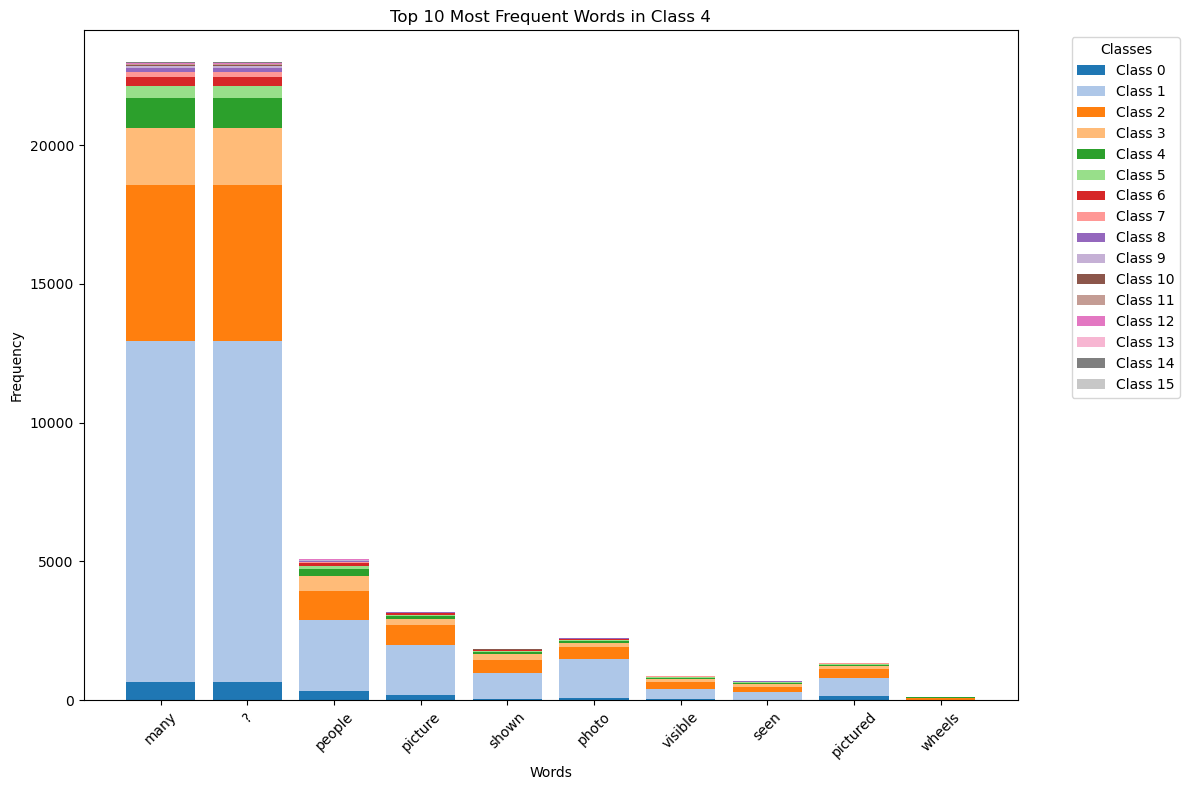 Top 10 Most Frequent Words in Class 4
Frequency
20000
15000
10000
5000
0
many
?
people
picture
shown
photo
visible
seen
pictured
wheels
Words
Classes
Class 0
Class 1
Class 2
Class 3
Class 4
Class 5
Class 6
Class 7
Class 8
Class 9
Class 10
Class 11
Class 12
Class 13
Class 14
Class 15